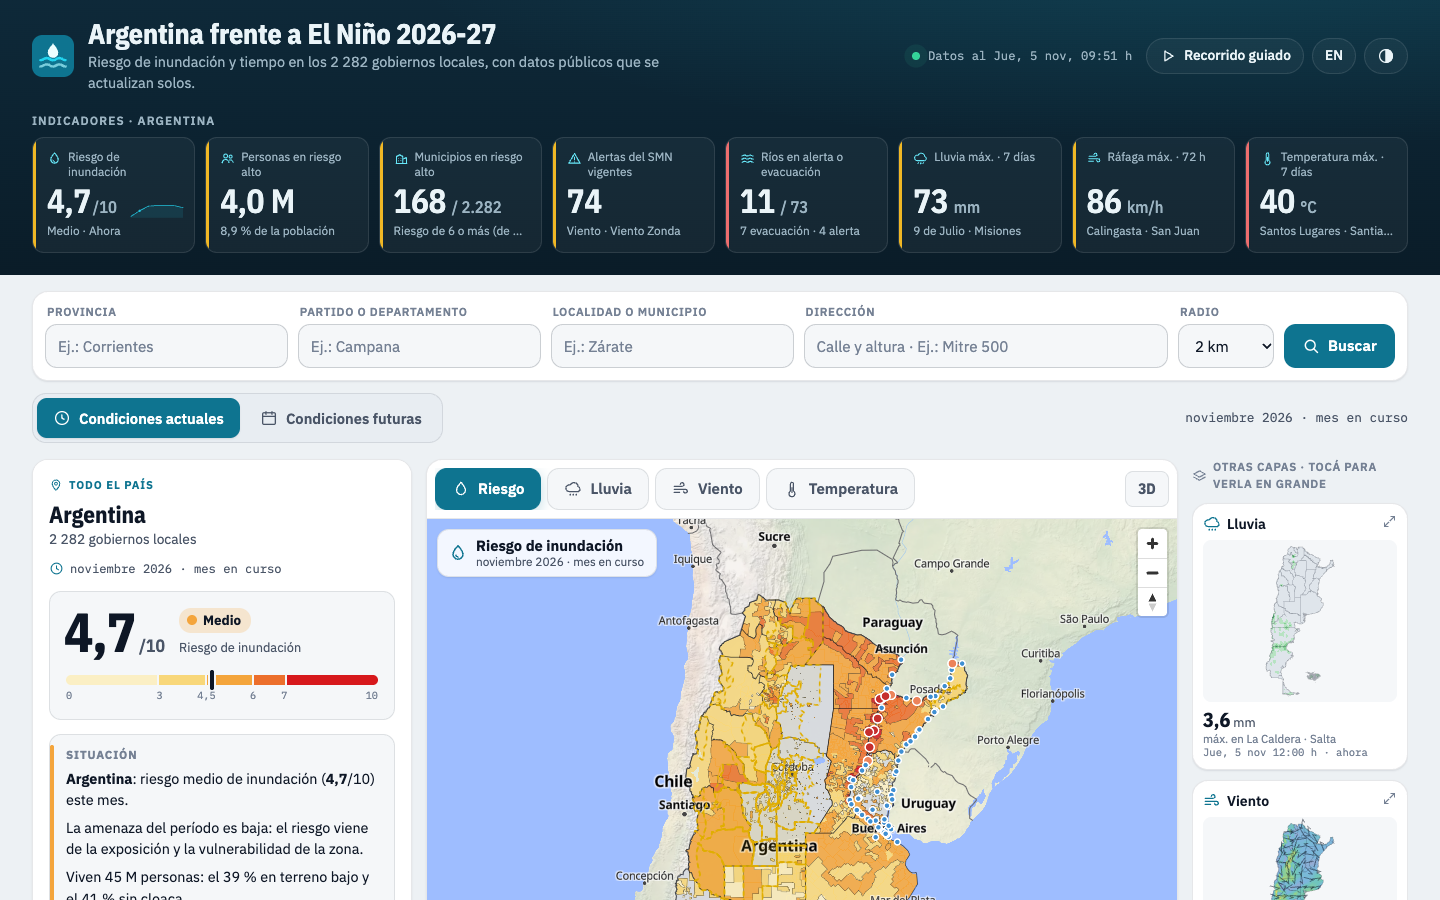 Argentina frente a El Niño 2026-27
Riesgo de inundación y tiempo en los 2 282 gobiernos locales, con datos públicos que se
actualizan solos.
Datos al Jue, 5 nov, 09:51 h
Recorrido guiado
EN
INDICADORES · ARGENTINA
Riesgo de
inundación
4,7/10
Medio · Ahora
Personas en riesgo
alto
4,0 M
8,9 % de la población
Municipios en riesgo
alto
168 / 2.282
Riesgo de 6 o más (de ...
Alertas del SMN
vigentes
74
Viento · Viento Zonda
Ríos en alerta o
evacuación
11 / 73
7 evacuación · 4 alerta
Lluvia máx. · 7 días
73 mm
9 de Julio · Misiones
Ráfaga máx. · 72 h
86 km/h
Calingasta · San Juan
Temperatura máx. ·
7 días
40 °C
Santos Lugares · Santia...
PROVINCIA
Ej.: Corrientes
PARTIDO O DEPARTAMENTO
Ej.: Campana
LOCALIDAD O MUNICIPIO
Ej.: Zárate
DIRECCIÓN
Calle y altura · Ej.: Mitre 500
RADIO
2 km
Buscar
Condiciones actuales
Condiciones futuras
noviembre 2026 · mes en curso
TODO EL PAÍS
Argentina
2 282 gobiernos locales
noviembre 2026 · mes en curso
4,7/10
Medio
Riesgo de inundación
0 3 4,5 6 7 10
SITUACIÓN
Argentina: riesgo medio de inundación (4,7/10)
este mes.
La amenaza del período es baja: el riesgo viene
de la exposición y la vulnerabilidad de la zona.
Viven 45 M personas: el 39 % en terreno bajo y
el 41 % sin cloaca.
Riesgo
Lluvia
Viento
Temperatura
3D
Riesgo de inundación
noviembre 2026 · mes en curso
Tacna
Sucre
Iquique
Campo Grande
Antofagasta
Paraguay
São Paulo
Asunción
Curitiba
Posadas
Florianópolis
Porto Alegre
Córdoba
Chile
Santiago
Uruguay
Buenos Aires
Argentina
Concepción
Mar del Plata
OTRAS CAPAS · TOCÁ PARA
VERLA EN GRANDE
Lluvia
3,6 mm
máx. en La Caldera · Salta
Jue, 5 nov 12:00 h · ahora
Viento